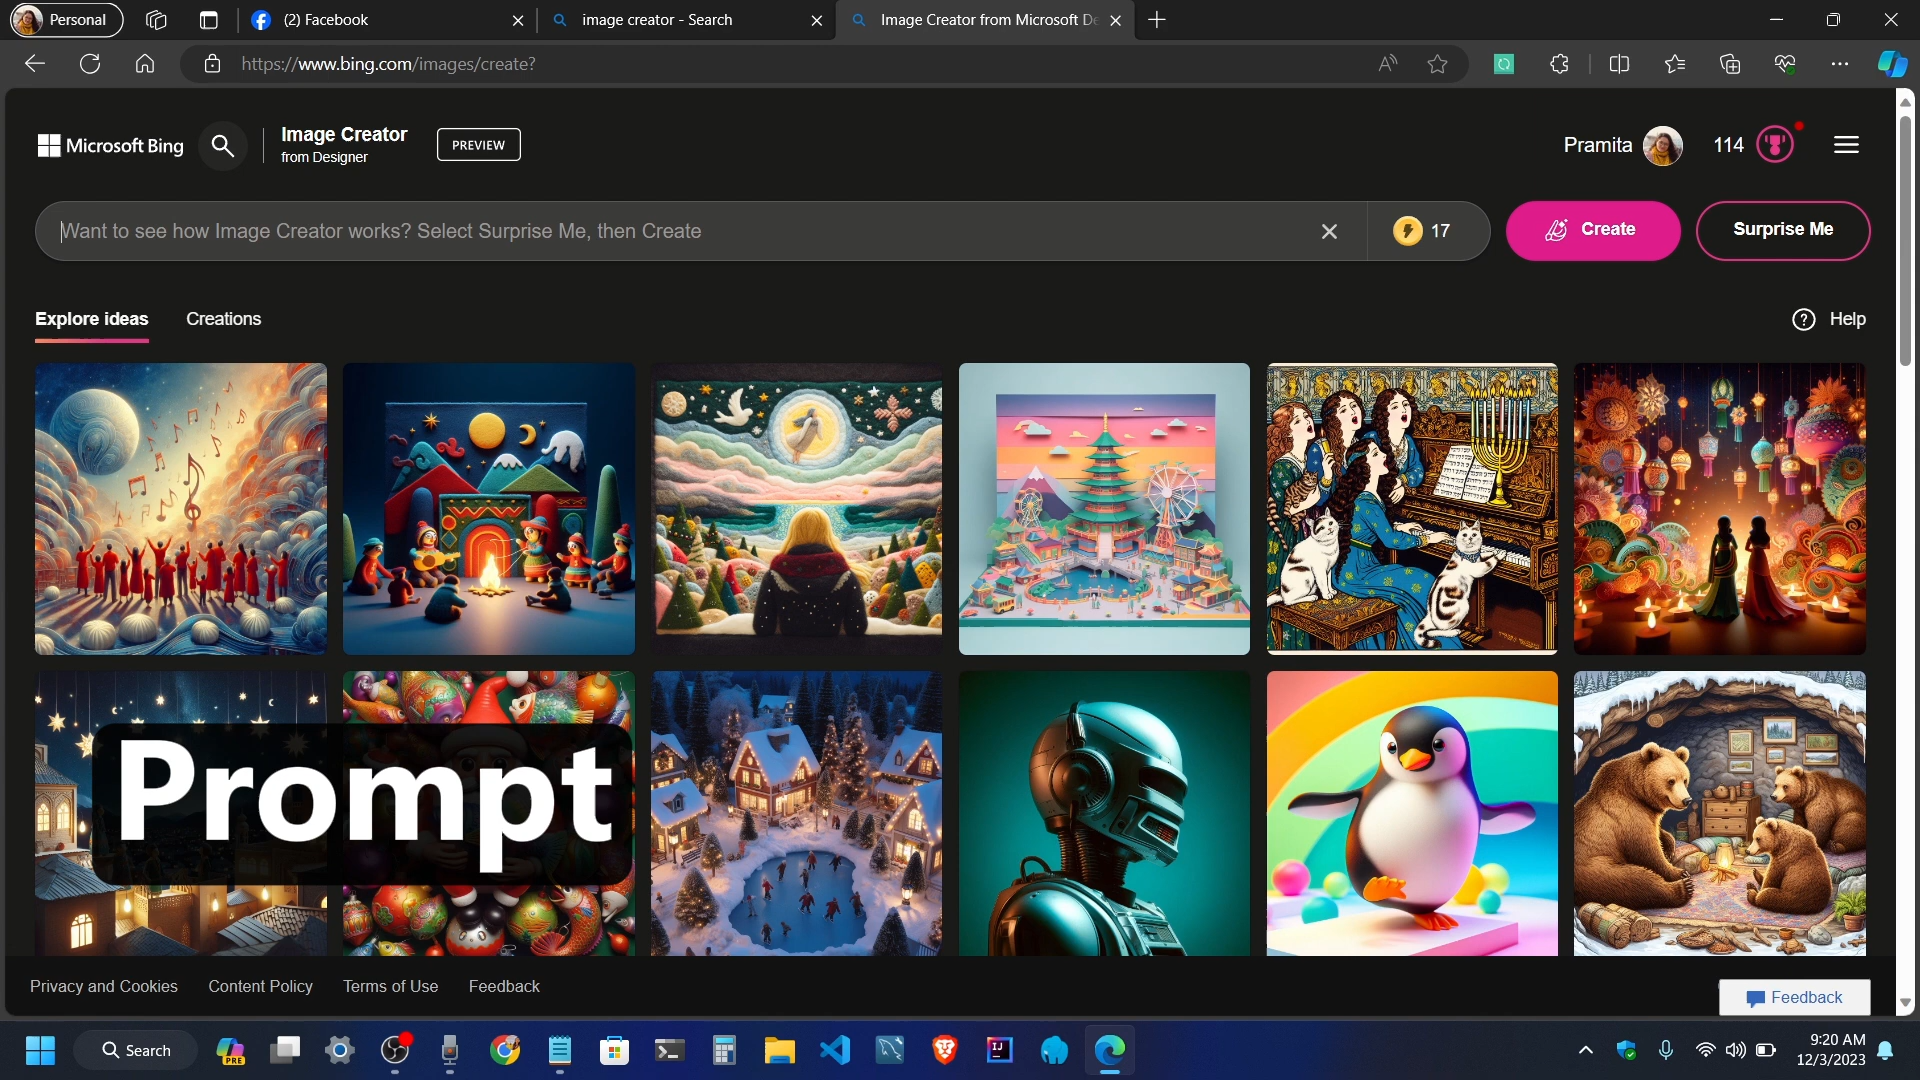 Personal
(2) Facebook
image creator - Search
Image Creator from Microsoft De
https://www.bing.com/images/create?
Microsoft Bing
Image Creator
from Designer
PREVIEW
Pramita
114
Want to see how Image Creator works? Select Surprise Me, then Create
17
Create
Surprise Me
Explore ideas
Creations
Help
Prompt
Privacy and Cookies
Content Policy
Terms of Use
Feedback
Feedback
Search
PRE
IJ
9:20 AM
12/3/2023